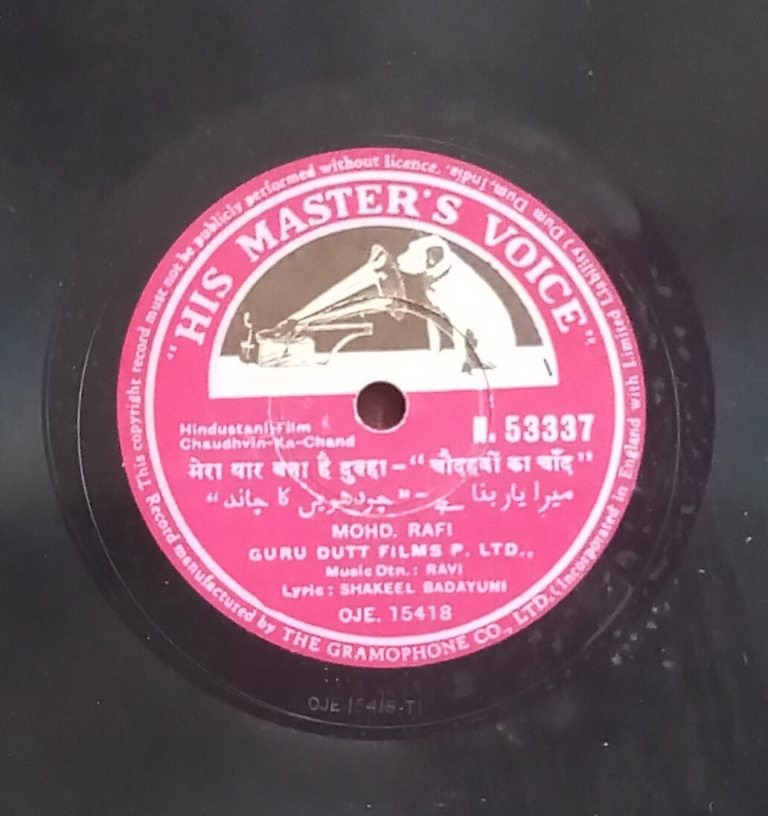 This copyright record must not be publicly performed without licence.
Record manufactured by THE GRAMOPHONE CO., LTD., (Incorporated in England with Limited Liability) Dum Dum, India.
"HIS MASTER'S VOICE"
Hindustani-Film
Chaudhvin-Ka-Chand
N. 53337
मेरा यार बना है दुल्हा - "चौदहवीं का चाँद"
میرا یار بنا ہے - "چودھویں کا چاند"
MOHD. RAFI
GURU DUTT FILMS P. LTD.,
Music Dtn.: RAVI
Lyric: SHAKEEL BADAYUNI
OJE. 15418
OJE 15418-T1